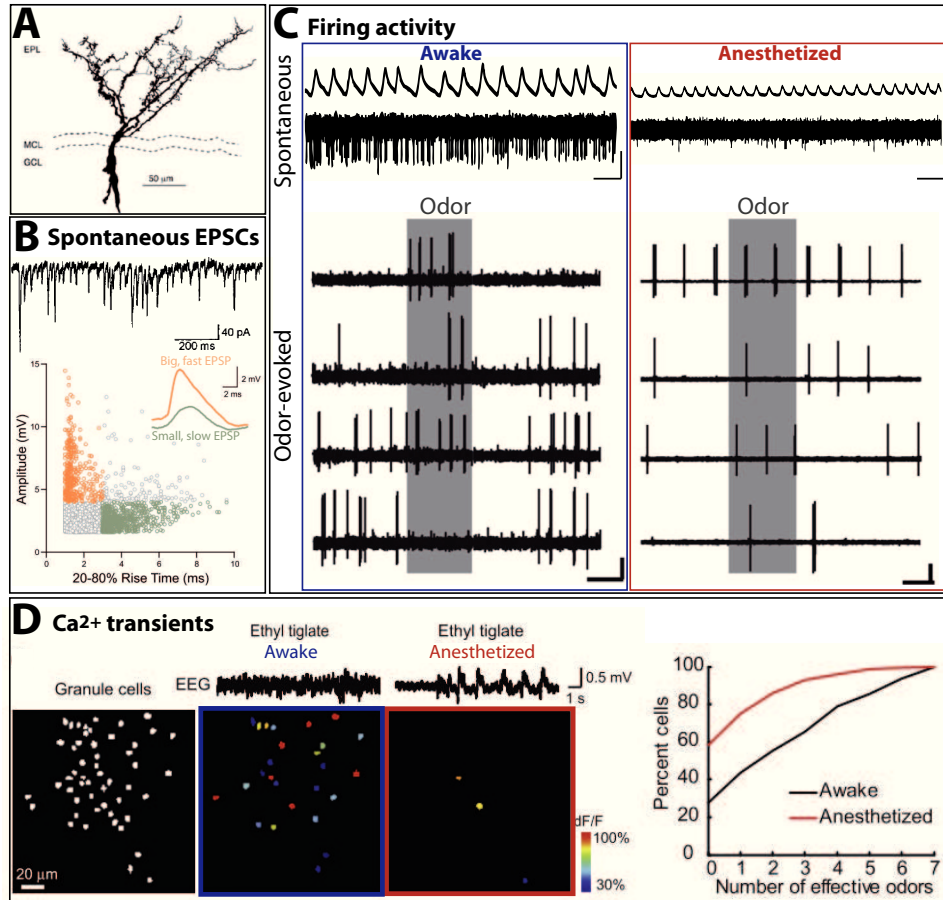 A
EPL
MCL
GCL
50 µm
B Spontaneous EPSCs
40 pA
200 ms
Big, fast EPSP
2 mV
2 ms
Small, slow EPSP
Amplitude (mV)
15
10
5
0
0 2 4 6 8 10
20-80% Rise Time (ms)
C Firing activity
Awake
Anesthetized
Spontaneous
Odor
Odor
Odor-evoked
D Ca2+ transients
Ethyl tiglate
Awake
Ethyl tiglate
Anesthetized
EEG
0.5 mV
1 s
Granule cells
20 µm
dF/F
100%
30%
Percent cells
100
80
60
40
20
0
Awake
Anesthetized
0 1 2 3 4 5 6 7
Number of effective odors